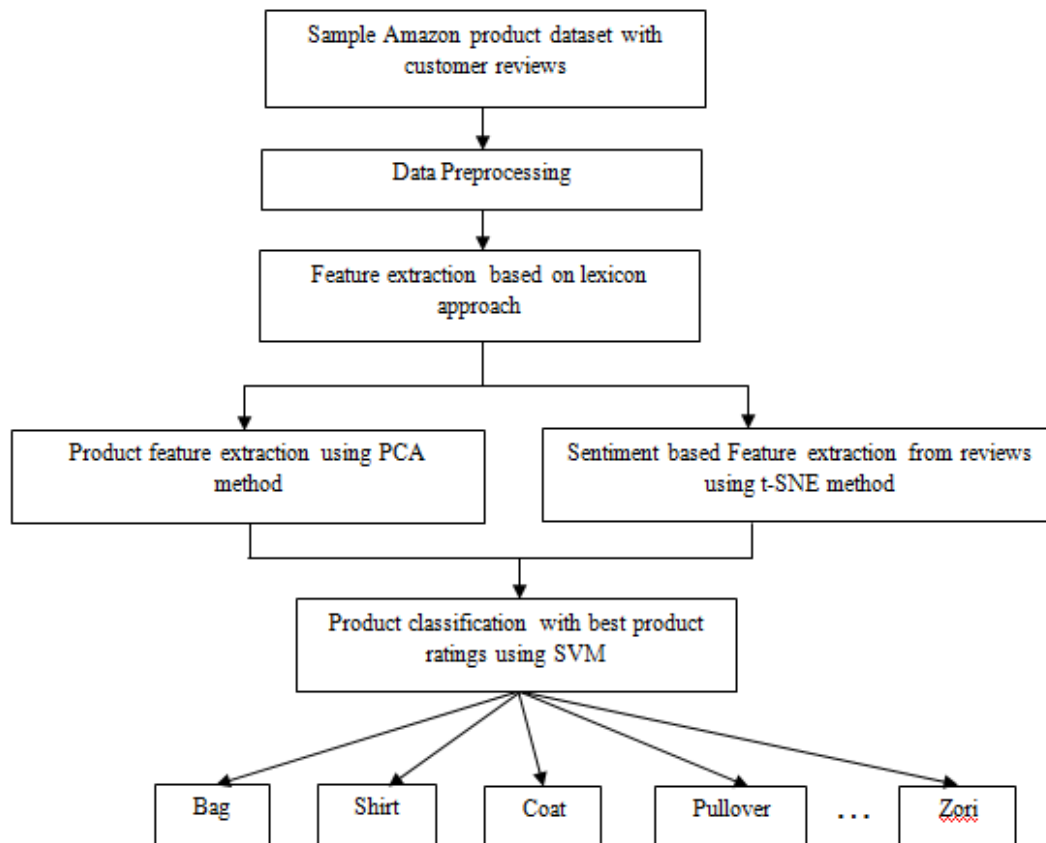 Sample Amazon product dataset with
customer reviews
Data Preprocessing
Feature extraction based on lexicon
approach
Product feature extraction using PCA
method
Sentiment based Feature extraction from reviews
using t-SNE method
Product classification with best product
ratings using SVM
Bag
Shirt
Coat
Pullover
...
Zori